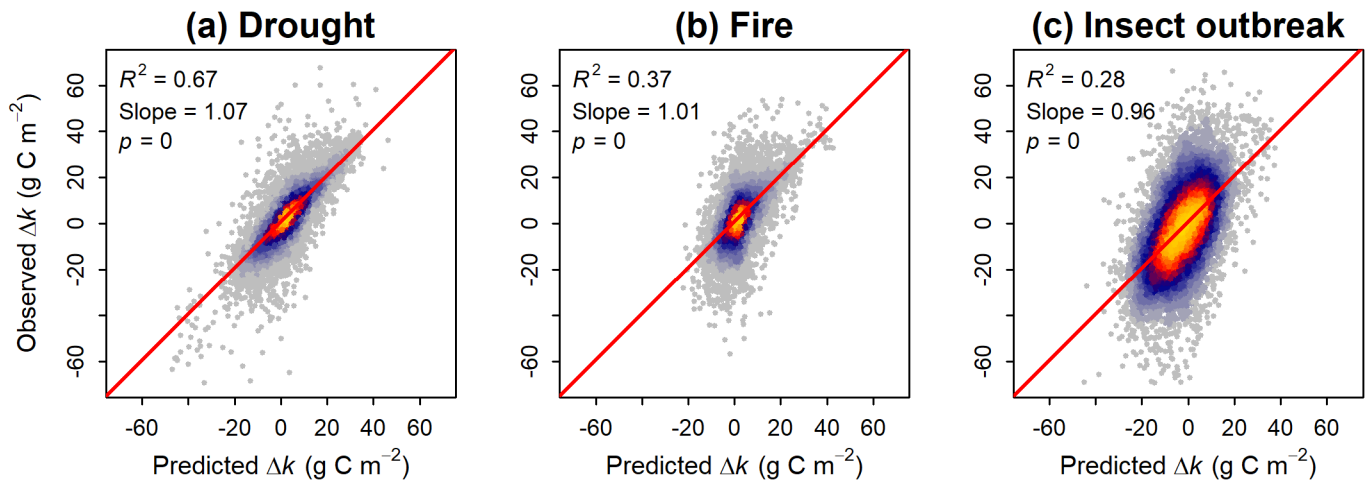 (a) Drought
R² = 0.67
Slope = 1.07
p = 0
Observed Δk (g C m⁻²)
60
40
20
0
-20
-60
-60 -20 0 20 40 60
Predicted Δk (g C m⁻²)
(b) Fire
R² = 0.37
Slope = 1.01
p = 0
60
40
20
0
-20
-60
-60 -20 0 20 40 60
Predicted Δk (g C m⁻²)
(c) Insect outbreak
R² = 0.28
Slope = 0.96
p = 0
60
40
20
0
-20
-60
-60 -20 0 20 40 60
Predicted Δk (g C m⁻²)